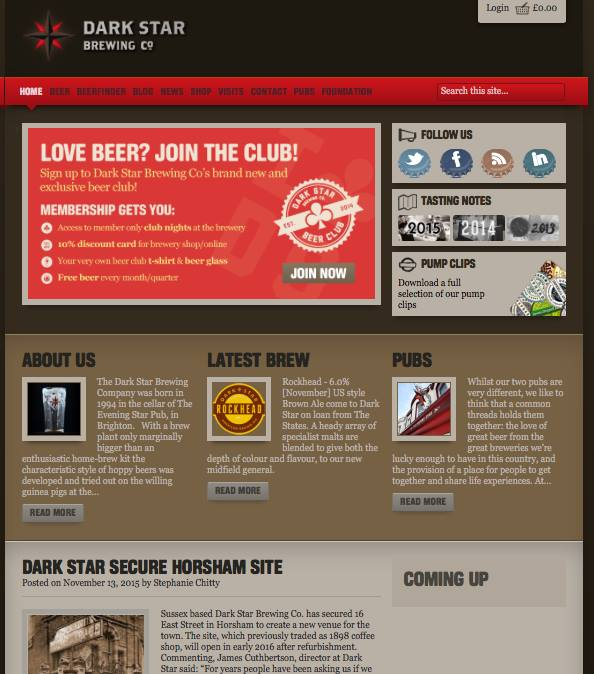 Login £0.00
DARK STAR
BREWING Cº
HOME BEER BEERFINDER BLOG NEWS SHOP VISITS CONTACT PUBS FOUNDATION
Search this site...
LOVE BEER? JOIN THE CLUB!
Sign up to Dark Star Brewing Co's brand new and
exclusive beer club!
MEMBERSHIP GETS YOU:
Access to member only club nights at the brewery
10% discount card for brewery shop/online
Your very own beer club t-shirt & beer glass
Free beer every month/quarter
DARK STAR
EST. 2014
BEER CLUB
JOIN NOW
FOLLOW US
TASTING NOTES
2015 2014 2013
PUMP CLIPS
Download a full
selection of our pump
clips
ABOUT US
The Dark Star Brewing
Company was born in
1994 in the cellar of The
Evening Star Pub, in
Brighton. With a brew
plant only marginally
bigger than an
enthusiastic home-brew kit the
characteristic style of hoppy beers was
developed and tried out on the willing
guinea pigs at the...
READ MORE
LATEST BREW
DARK STAR
ROCKHEAD
Rockhead - 6.0%
[November] US style
Brown Ale come to Dark
Star on loan from The
States. A heady array of
specialist malts are
blended to give both the
depth of colour and flavour, to our new
midfield general.
READ MORE
PUBS
Whilst our two pubs are
very different, we like to
think that a common
threads holds them
together: the love of
great beer from the
great breweries we're
lucky enough to have in this country, and
the provision of a place for people to get
together and share life experiences. At...
READ MORE
DARK STAR SECURE HORSHAM SITE
Posted on November 13, 2015 by Stephanie Chitty
Sussex based Dark Star Brewing Co. has secured 16
East Street in Horsham to create a new venue for the
town. The site, which previously traded as 1898 coffee
shop, will open in early 2016 after refurbishment.
Commenting, James Cuthbertson, director at Dark
Star said: "For years people have been asking us if we
COMING UP